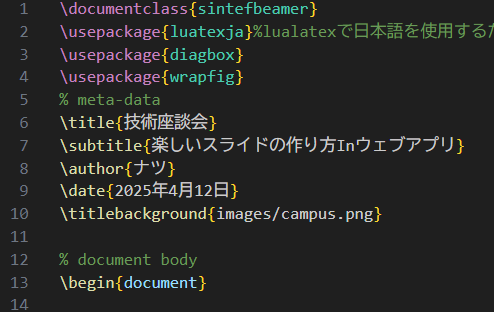 1 \documentclass{sintefbeamer}
2 \usepackage{luatexja}%lualatexで日本語を使用するた
3 \usepackage{diagbox}
4 \usepackage{wrapfig}
5 % meta-data
6 \title{技術座談会}
7 \subtitle{楽しいスライドの作り方Inウェブアプリ}
8 \author{ナツ}
9 \date{2025年4月12日}
10 \titlebackground{images/campus.png}
11
12 % document body
13 \begin{document}
14